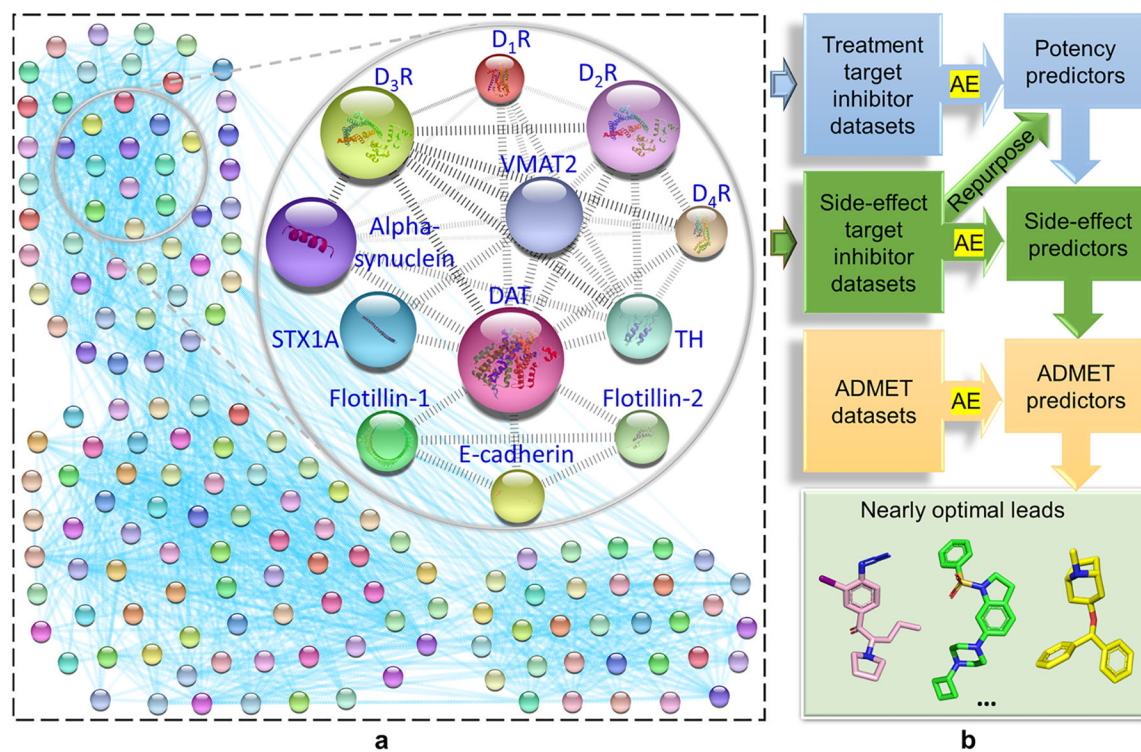 D1R
D3R
D2R
VMAT2
D4R
Alpha-
synuclein
DAT
STX1A
TH
Flotillin-1
Flotillin-2
E-cadherin
a
Treatment
target
inhibitor
datasets
AE
Potency
predictors
Repurpose
Side-effect
target
inhibitor
datasets
AE
Side-effect
predictors
ADMET
datasets
AE
ADMET
predictors
Nearly optimal leads
...
b